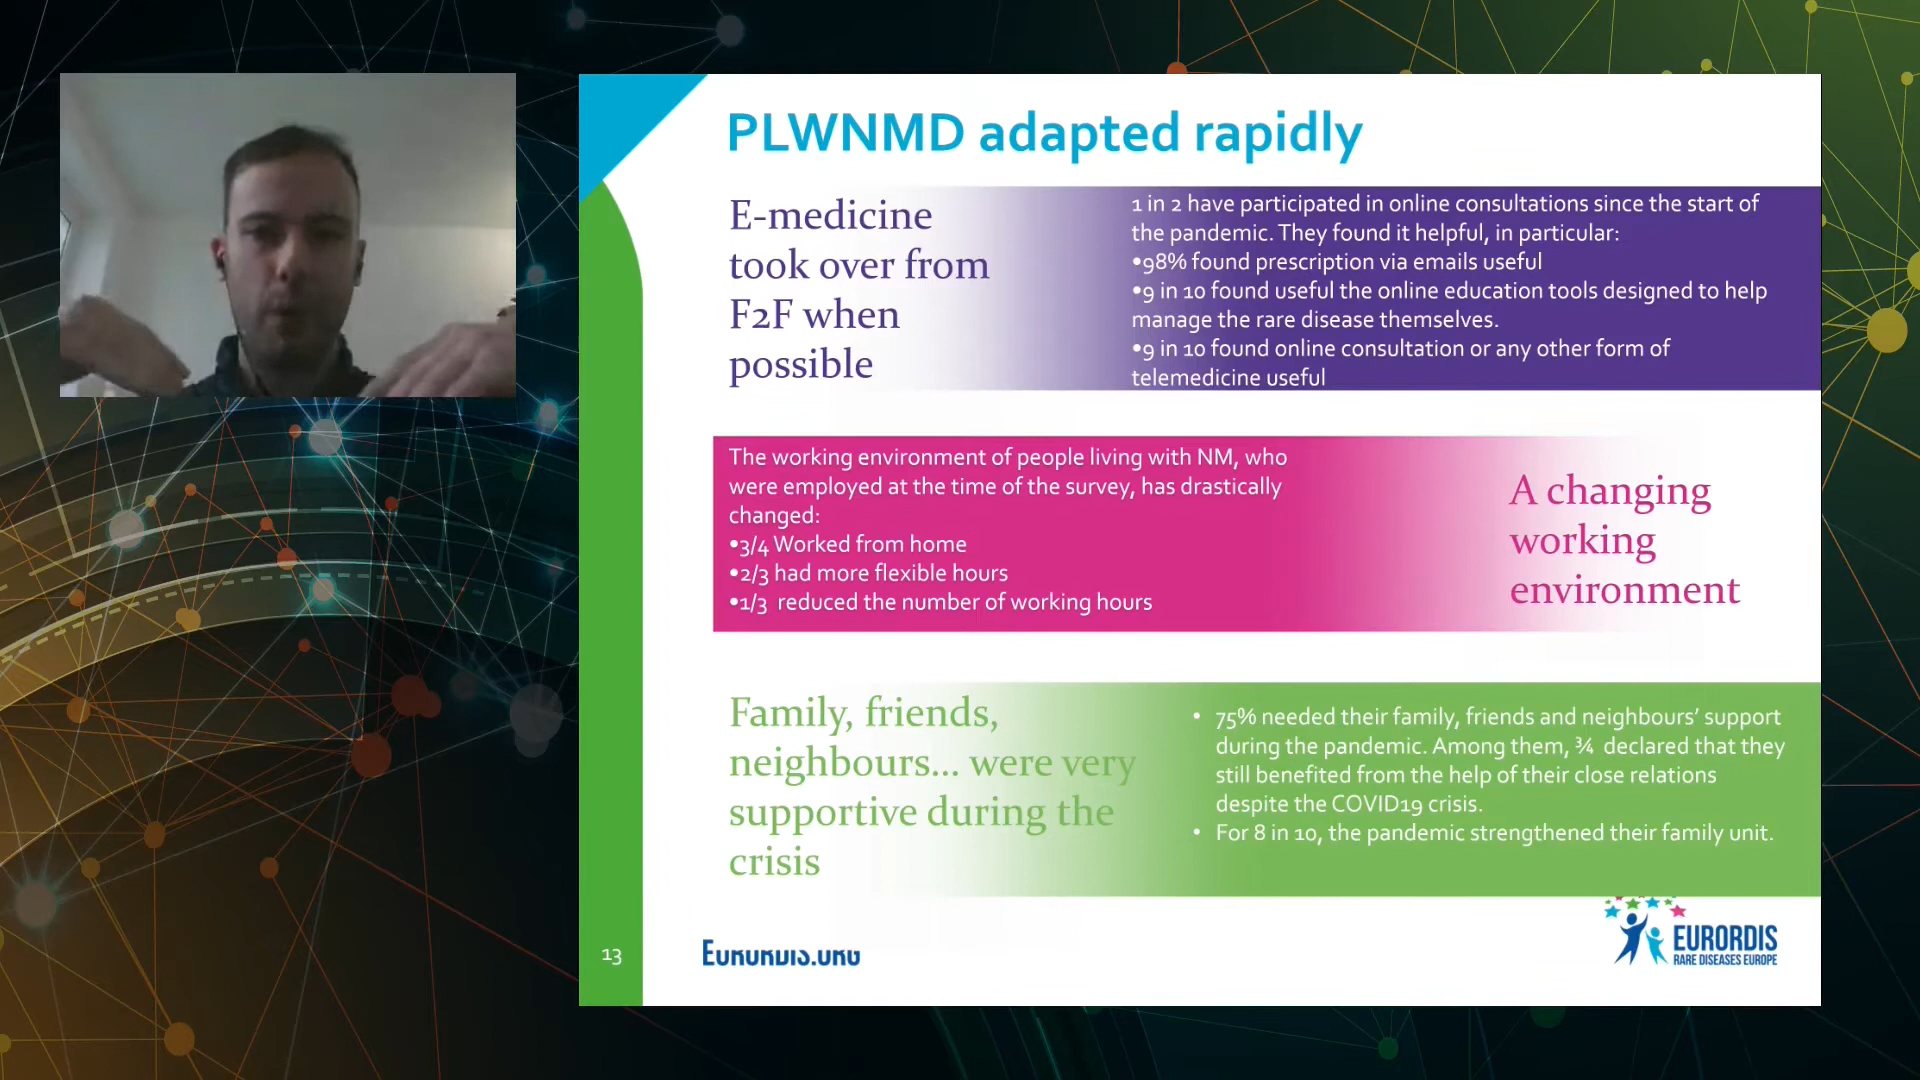 PLWNMD adapted rapidly
E-medicine
took over from
F2F when
possible
1 in 2 have participated in online consultations since the start of
the pandemic. They found it helpful, in particular:
•98% found prescription via emails useful
•9 in 10 found useful the online education tools designed to help
manage the rare disease themselves.
•9 in 10 found online consultation or any other form of
telemedicine useful
The working environment of people living with NM, who
were employed at the time of the survey, has drastically
changed:
•3/4 Worked from home
•2/3 had more flexible hours
•1/3 reduced the number of working hours
A changing
working
environment
Family, friends,
neighbours... were very
supportive during the
crisis
• 75% needed their family, friends and neighbours' support
during the pandemic. Among them, ¾ declared that they
still benefited from the help of their close relations
despite the COVID19 crisis.
• For 8 in 10, the pandemic strengthened their family unit.
13
EURORDIS.ORG
EURORDIS
RARE DISEASES EUROPE